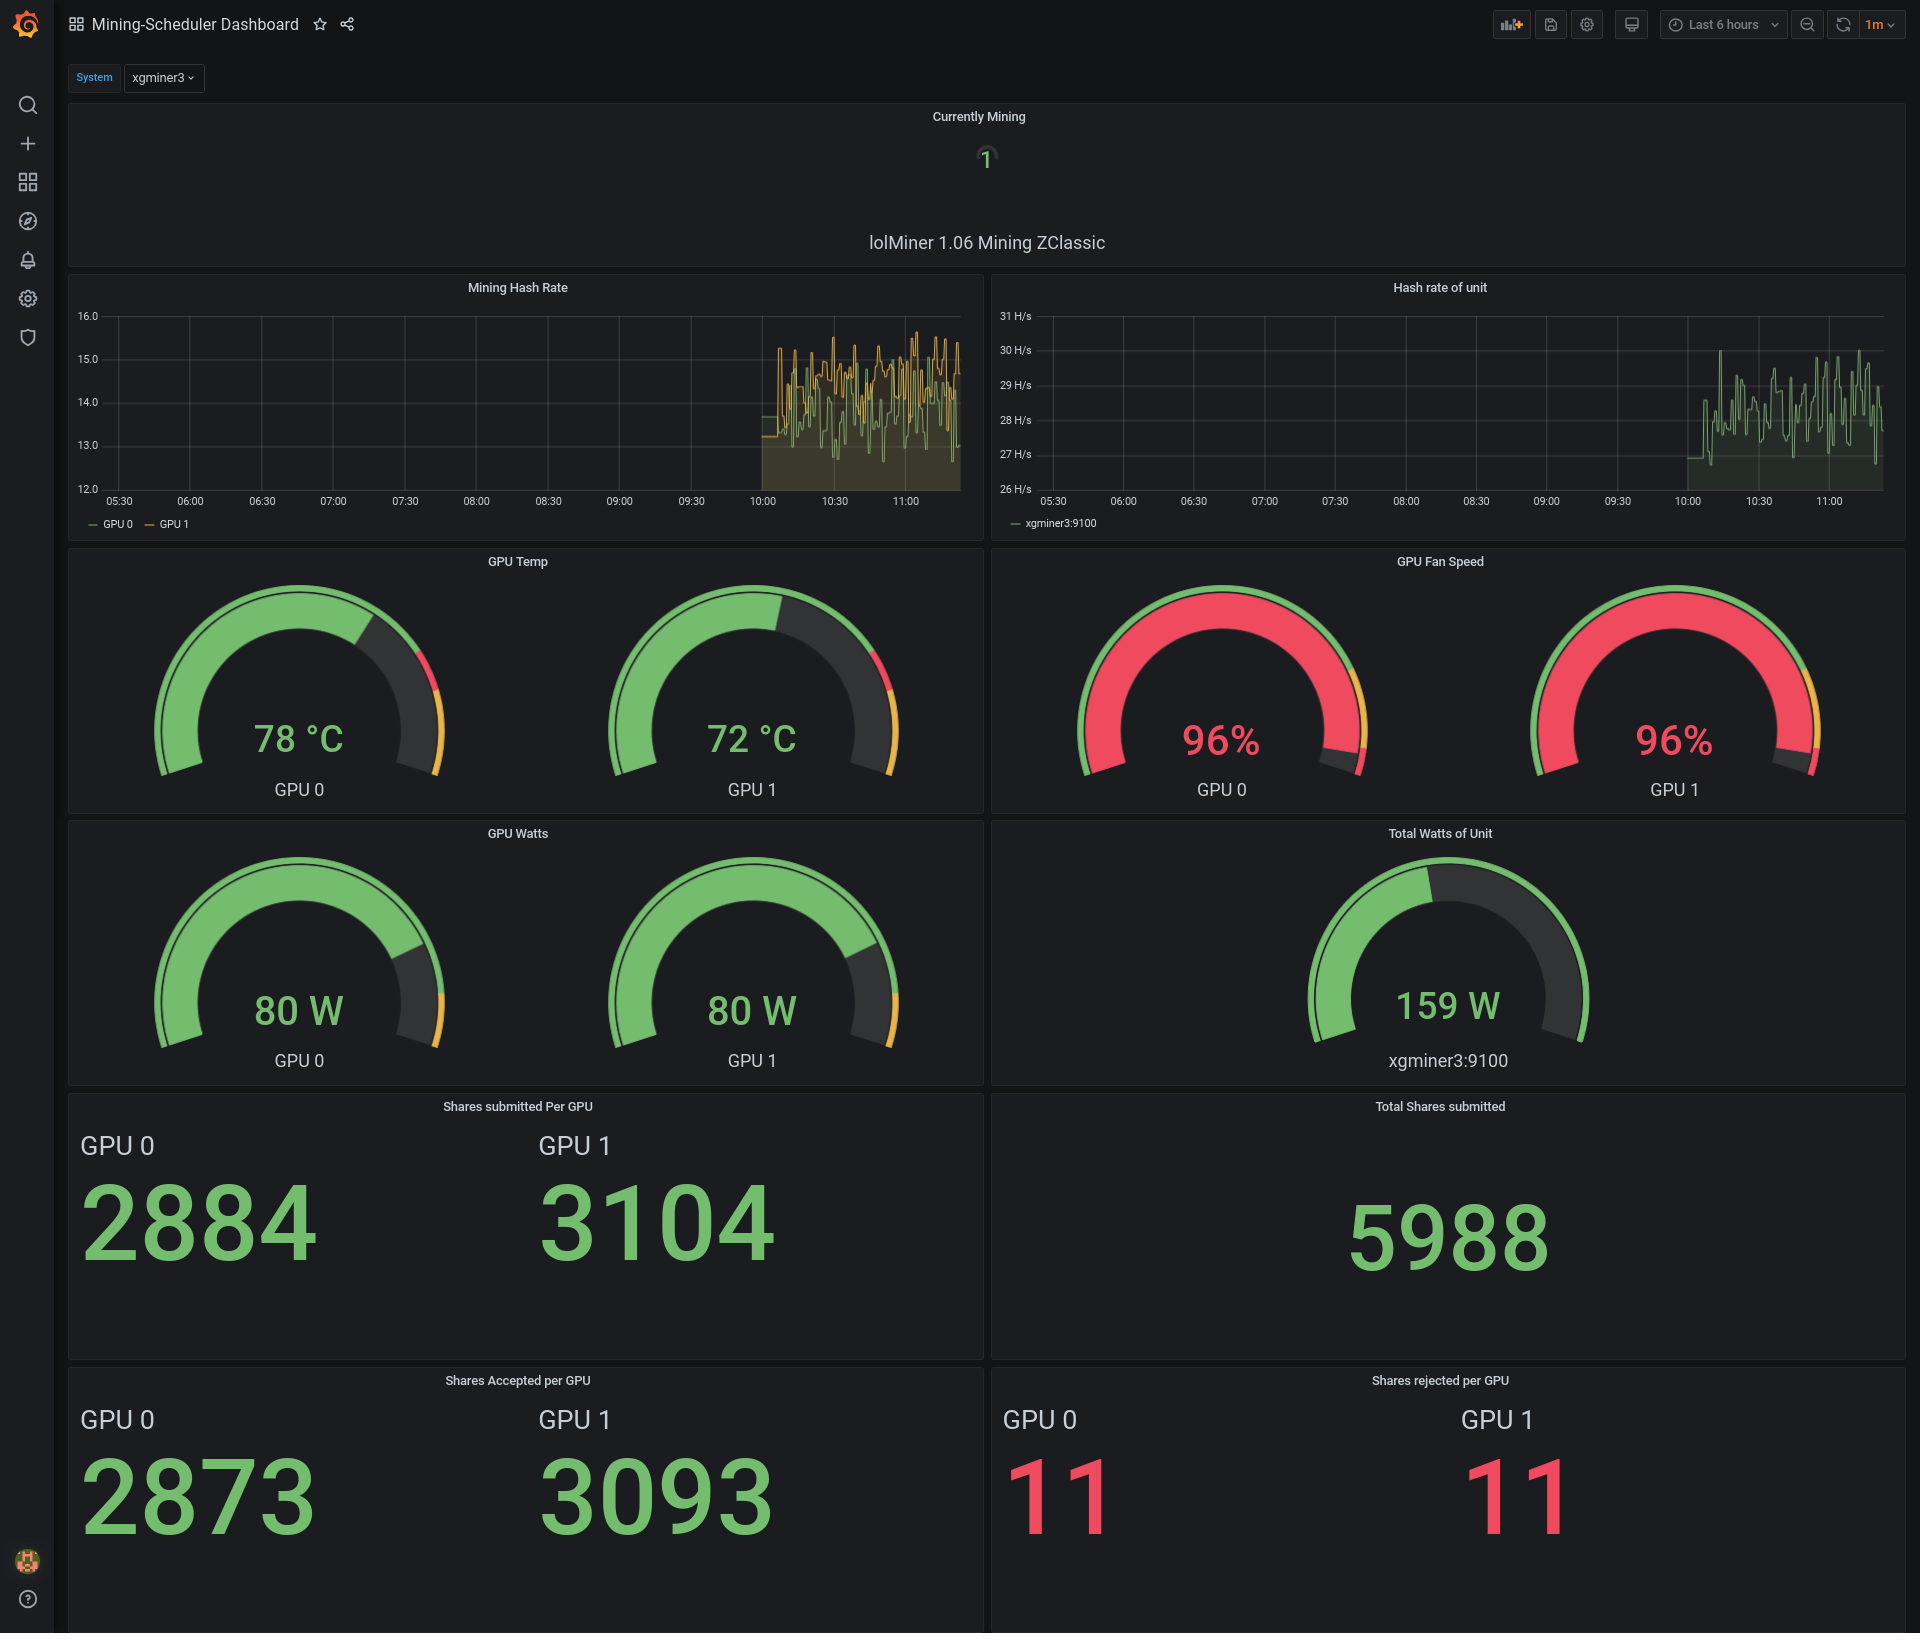 Mining-Scheduler Dashboard
Last 6 hours
1m
System
xgminer3
Currently Mining
1
lolMiner 1.06 Mining ZClassic
Mining Hash Rate
16.0
15.0
14.0
13.0
12.0
05:30 06:00 06:30 07:00 07:30 08:00 08:30 09:00 09:30 10:00 10:30 11:00
GPU 0 GPU 1
Hash rate of unit
31 H/s
30 H/s
29 H/s
28 H/s
27 H/s
26 H/s
05:30 06:00 06:30 07:00 07:30 08:00 08:30 09:00 09:30 10:00 10:30 11:00
xgminer3:9100
GPU Temp
78 °C
GPU 0
72 °C
GPU 1
GPU Fan Speed
96%
GPU 0
96%
GPU 1
GPU Watts
80 W
GPU 0
80 W
GPU 1
Total Watts of Unit
159 W
xgminer3:9100
Shares submitted Per GPU
GPU 0
2884
GPU 1
3104
Total Shares submitted
5988
Shares Accepted per GPU
GPU 0
2873
GPU 1
3093
Shares rejected per GPU
GPU 0
11
GPU 1
11